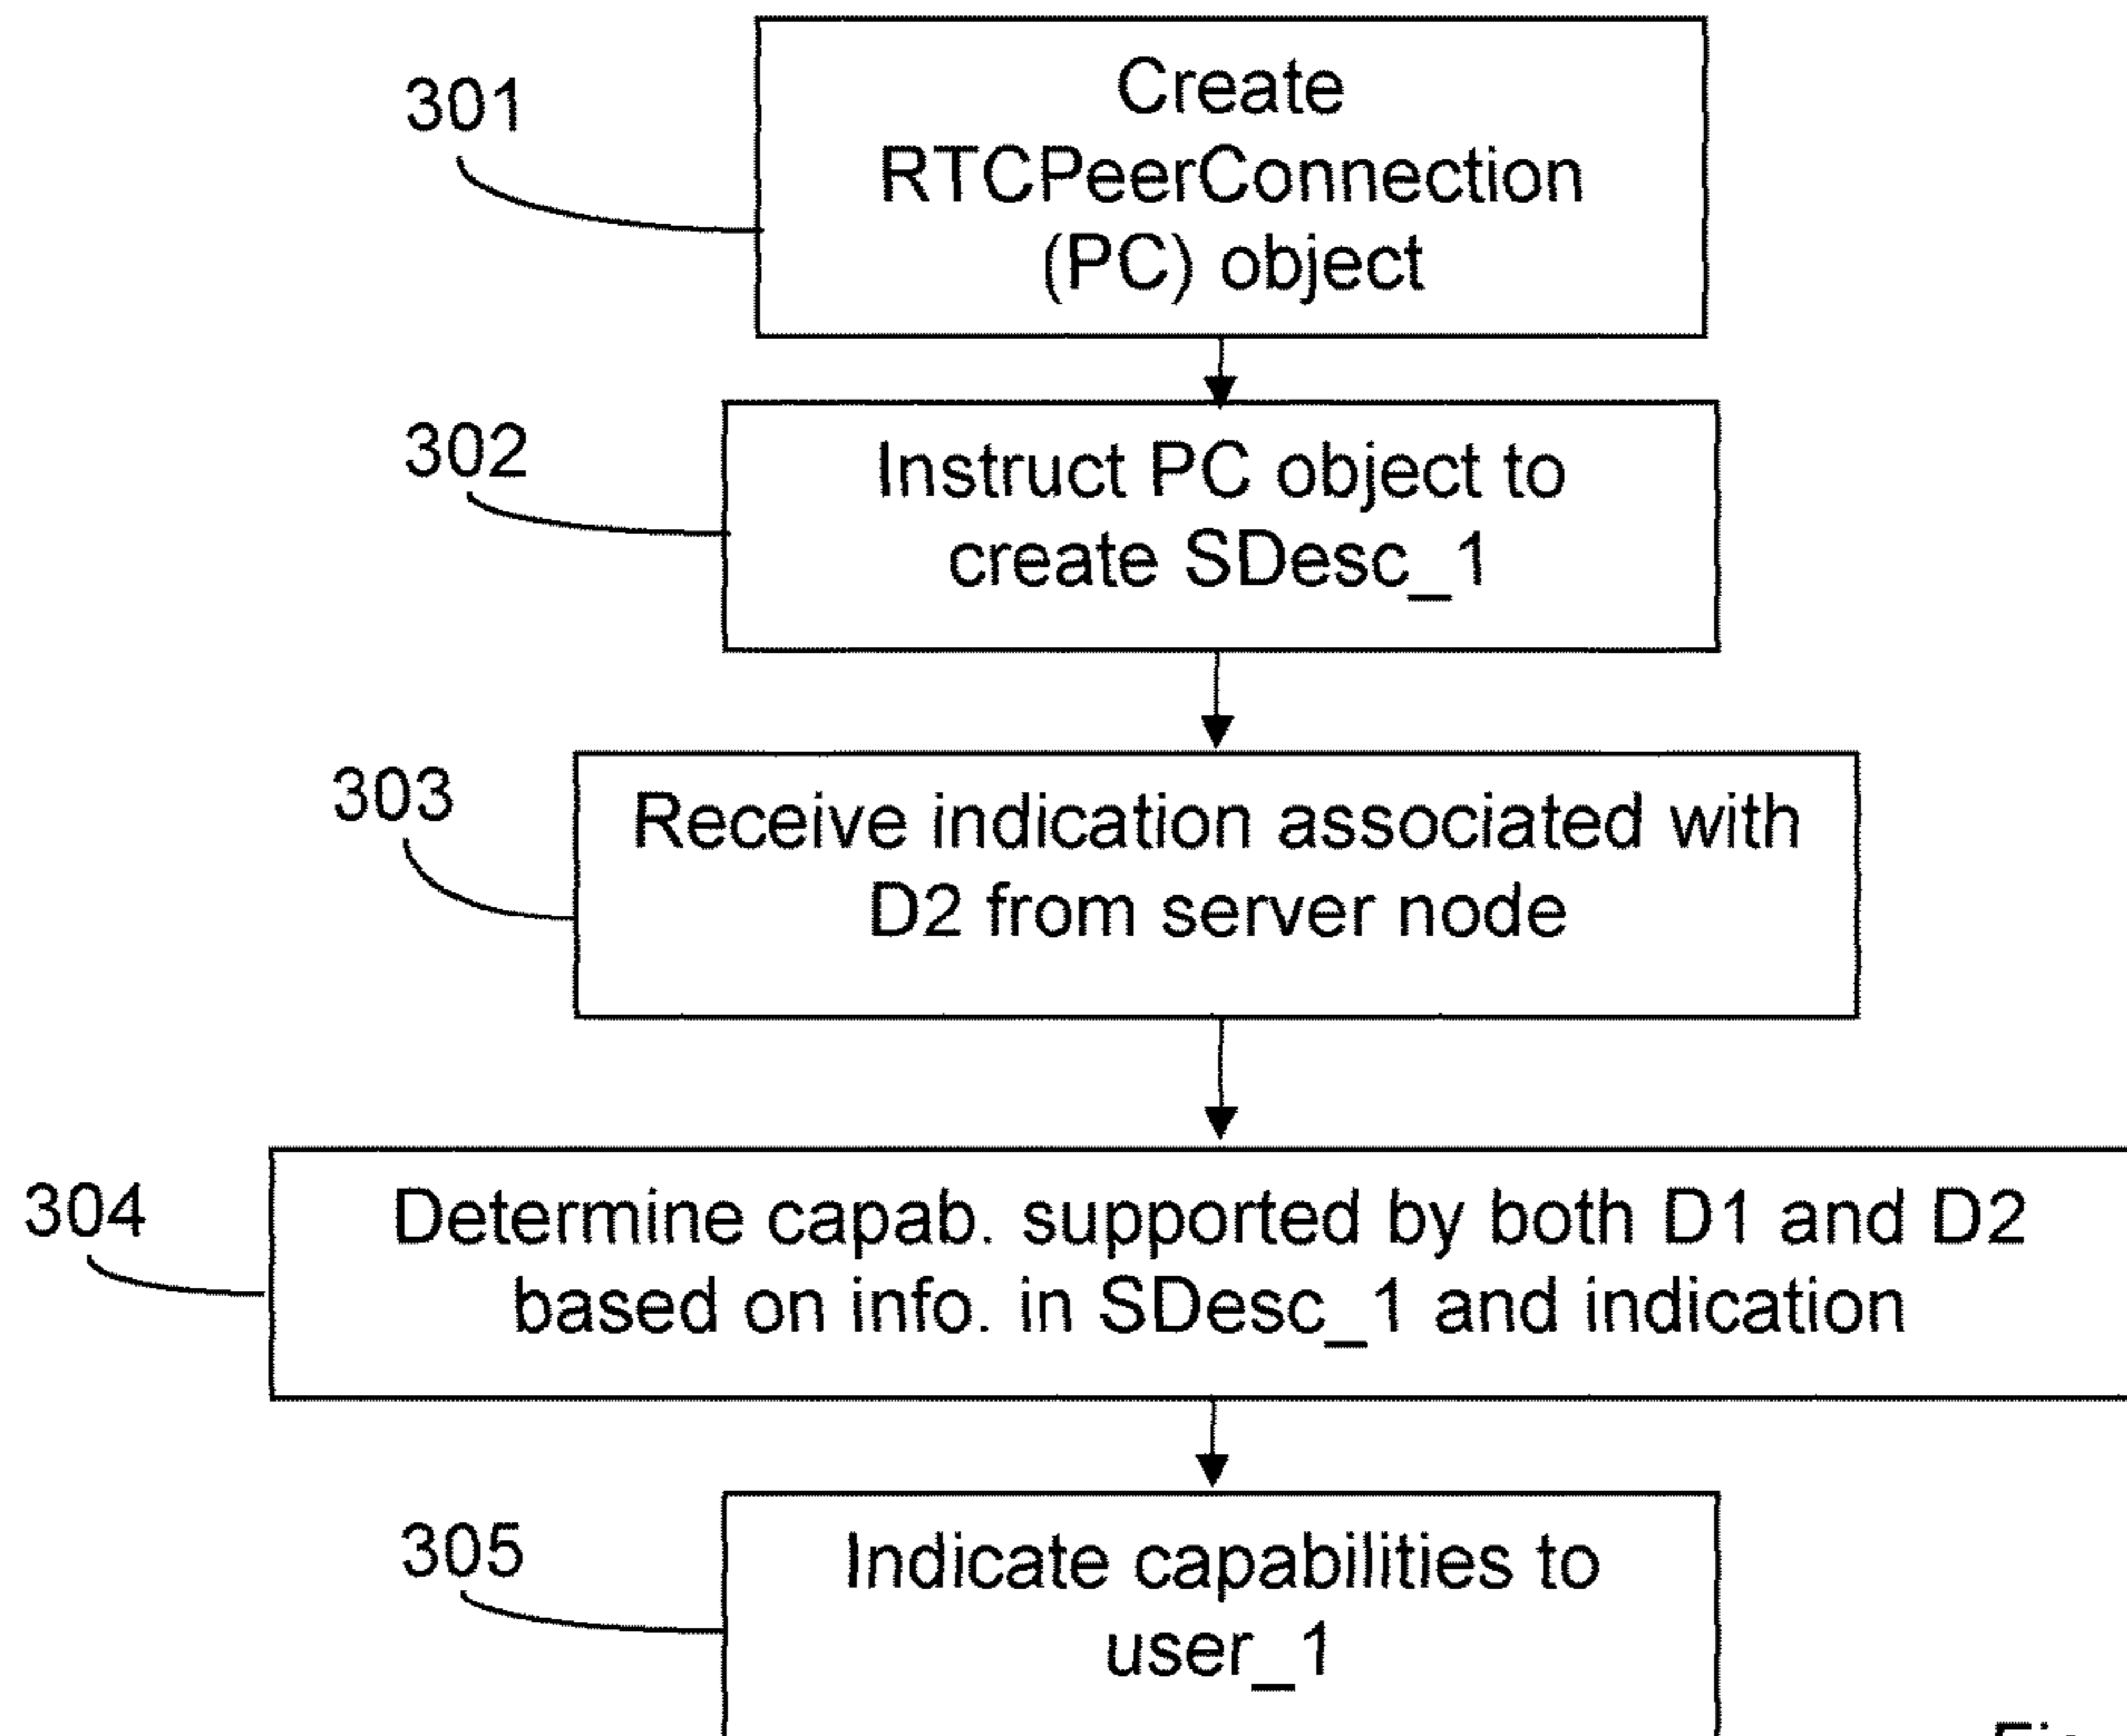 301
Create
RTCPeerConnection
(PC) object
302
Instruct PC object to
create SDesc_1
303
Receive indication associated with
D2 from server node
304
Determine capab. supported by both D1 and D2
based on info. in SDesc_1 and indication
305
Indicate capabilities to
user_1